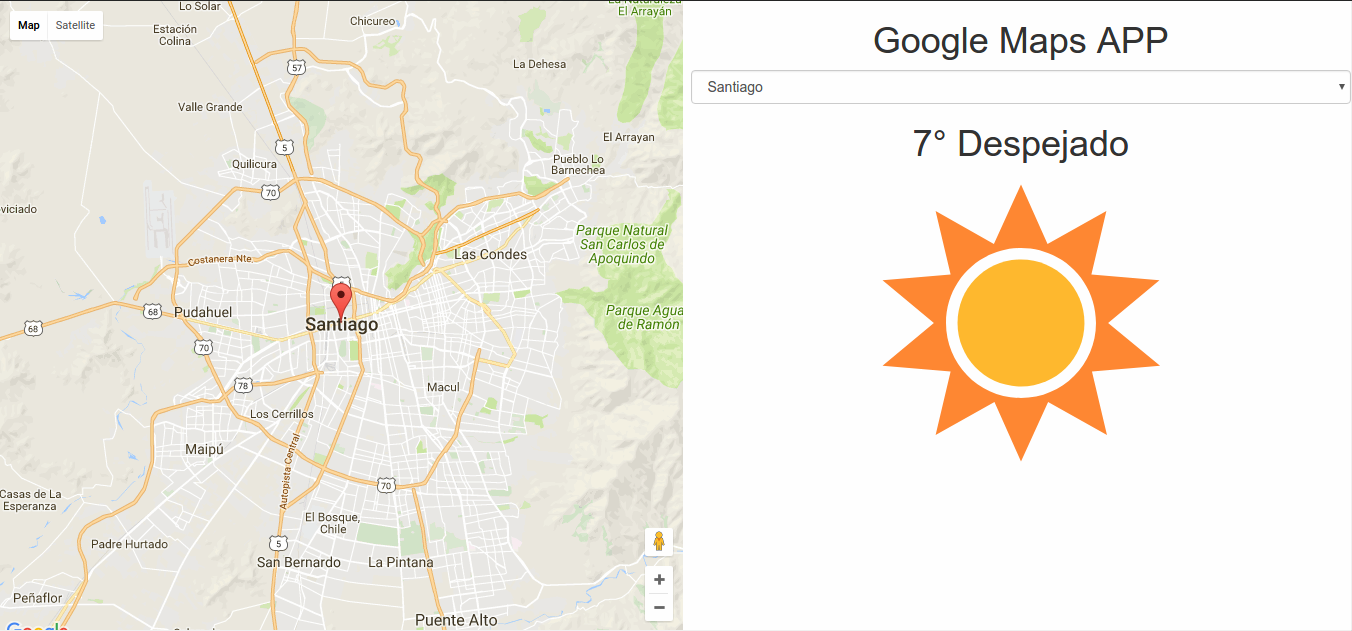 Map
Satellite
Lo Solar
Estación
Colina
Chicureo
El Arrayán
La Dehesa
57
Valle Grande
El Arrayan
5
Quilicura
Pueblo Lo
Barnechea
70
Parque Natural
San Carlos de
Apoquindo
Las Condes
Costanera Nte.
68
Pudahuel
Santiago
Parque Agua
de Ramón
68
70
78
Macul
Los Cerrillos
Maipú
Autopista Central
70
Casas de La
Esperanza
El Bosque,
Chile
Padre Hurtado
5
San Bernardo
La Pintana
Peñaflor
Puente Alto
Google
Google Maps APP
Santiago
7° Despejado